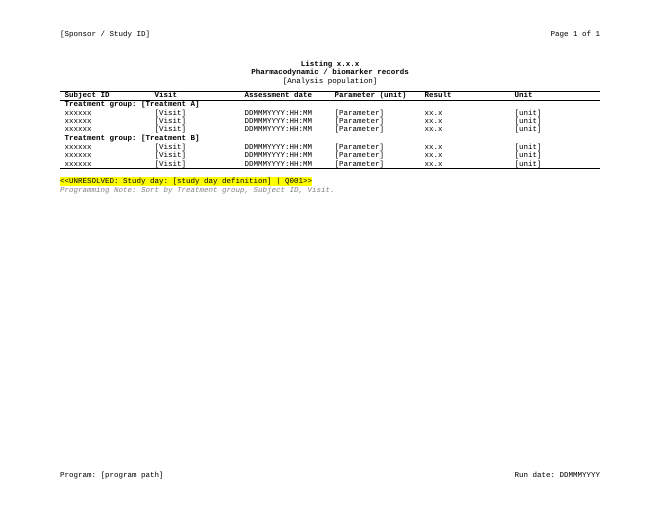 [Sponsor / Study ID] Page 1 of 1
Listing x.x.x
Pharmacodynamic / biomarker records
[Analysis population]
Subject ID Visit Assessment date Parameter (unit) Result Unit
Treatment group: [Treatment A]
xxxxxx [Visit] DDMMMYYYY:HH:MM [Parameter] xx.x [unit]
xxxxxx [Visit] DDMMMYYYY:HH:MM [Parameter] xx.x [unit]
xxxxxx [Visit] DDMMMYYYY:HH:MM [Parameter] xx.x [unit]
Treatment group: [Treatment B]
xxxxxx [Visit] DDMMMYYYY:HH:MM [Parameter] xx.x [unit]
xxxxxx [Visit] DDMMMYYYY:HH:MM [Parameter] xx.x [unit]
xxxxxx [Visit] DDMMMYYYY:HH:MM [Parameter] xx.x [unit]
<<UNRESOLVED: Study day: [study day definition] | Q001>>
Programming Note: Sort by Treatment group, Subject ID, Visit.
Program: [program path] Run date: DDMMMYYYY